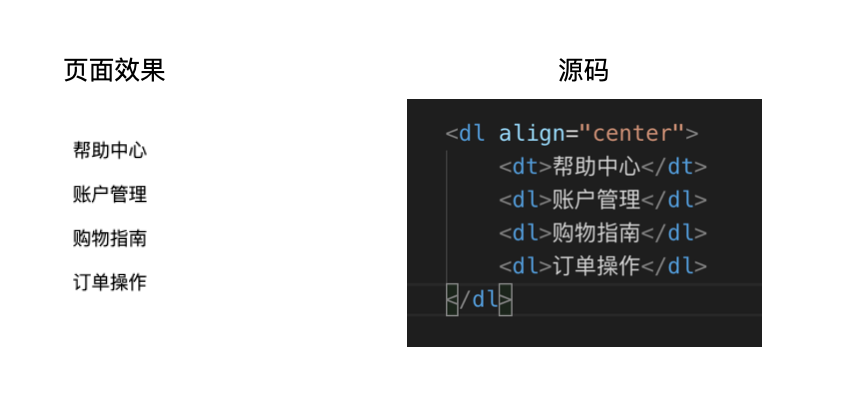 页面效果
帮助中心
账户管理
购物指南
订单操作
源码
<dl align="center">
<dt>帮助中心</dt>
<dl>账户管理</dl>
<dl>购物指南</dl>
<dl>订单操作</dl>
</dl>